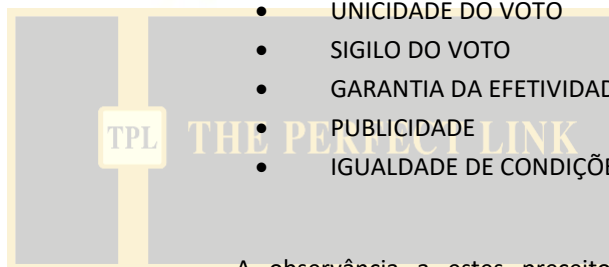 • UNICIDADE DO VOTO
• SIGILO DO VOTO
• GARANTIA DA EFETIVIDAD
• PUBLICIDADE
• IGUALDADE DE CONDIÇÕE
TPL THE PERFECT LINK
A observância a estes preceito